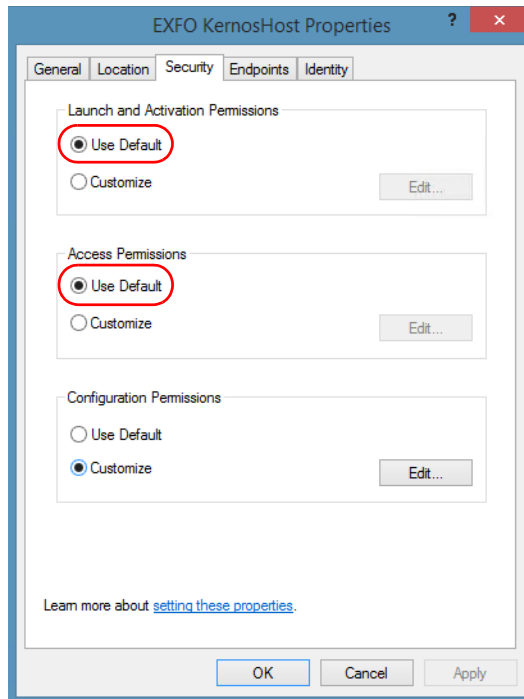 EXFO KernosHost Properties
?
×
General Location Security Endpoints Identity
Launch and Activation Permissions
Use Default
Customize
Edit...
Access Permissions
Use Default
Customize
Edit...
Configuration Permissions
Use Default
Customize
Edit...
Learn more about setting these properties.
OK Cancel Apply